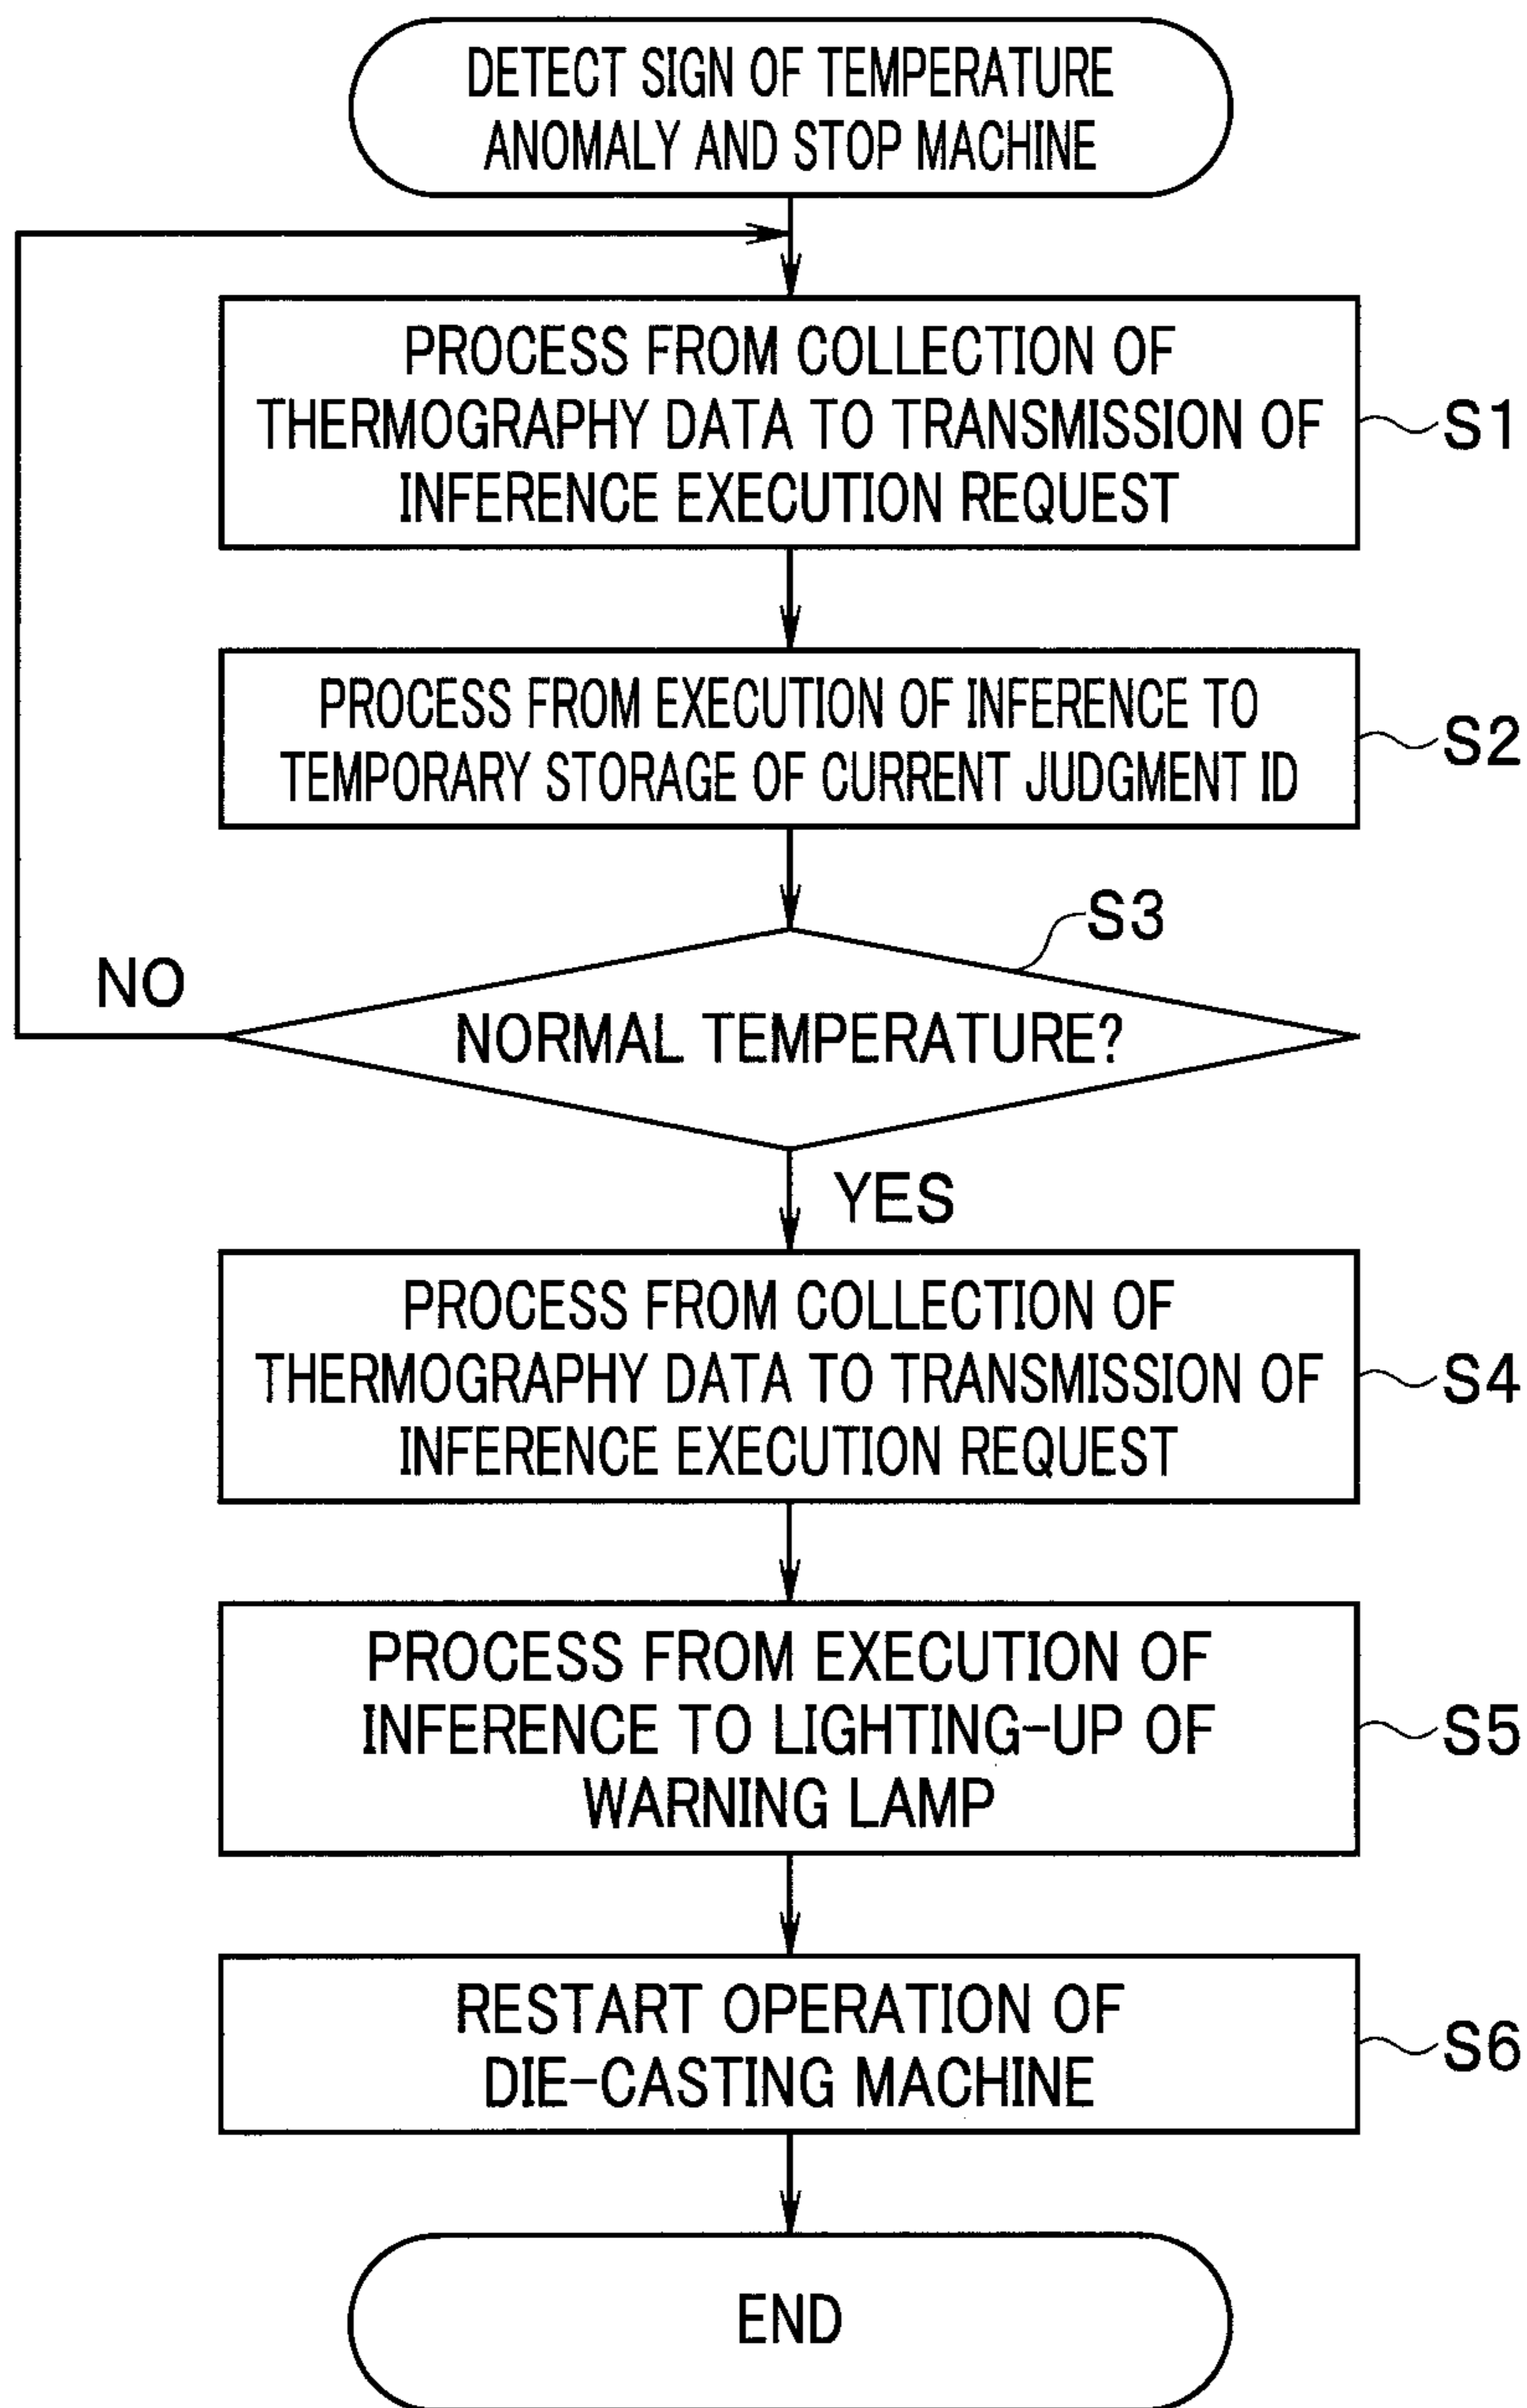 DETECT SIGN OF TEMPERATURE
ANOMALY AND STOP MACHINE
PROCESS FROM COLLECTION OF
THERMOGRAPHY DATA TO TRANSMISSION OF
INFERENCE EXECUTION REQUEST
S1
PROCESS FROM EXECUTION OF INFERENCE TO
TEMPORARY STORAGE OF CURRENT JUDGMENT ID
S2
S3
NO
NORMAL TEMPERATURE?
YES
PROCESS FROM COLLECTION OF
THERMOGRAPHY DATA TO TRANSMISSION OF
INFERENCE EXECUTION REQUEST
S4
PROCESS FROM EXECUTION OF
INFERENCE TO LIGHTING-UP OF
WARNING LAMP
S5
RESTART OPERATION OF
DIE-CASTING MACHINE
S6
END